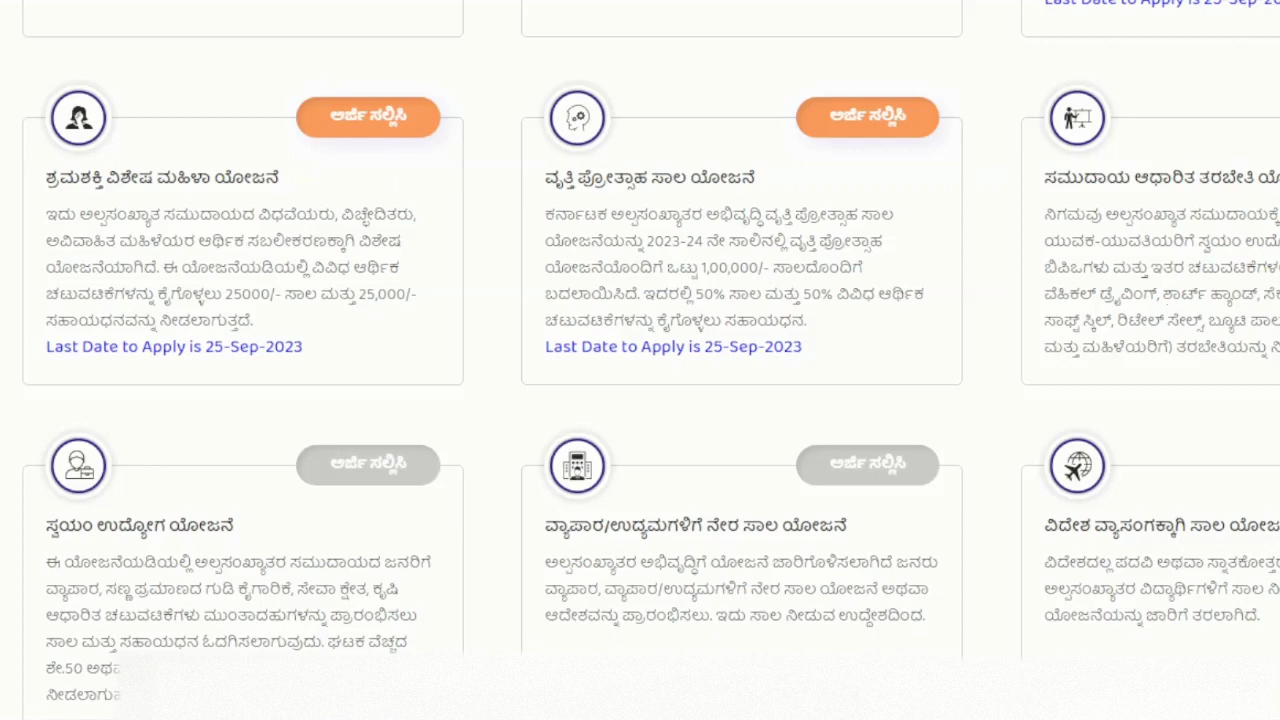 Last Date to Apply is 25-Sep-20
ಅರ್ಜಿ ಸಲ್ಲಿಸಿ
ಶ್ರಮಶಕ್ತಿ ವಿಶೇಷ ಮಹಿಳಾ ಯೋಜನೆ
ಇದು ಅಲ್ಪಸಂಖ್ಯಾತ ಸಮುದಾಯದ ವಿಧವೆಯರು, ವಿಚ್ಛೇದಿತರು,
ಅವಿವಾಹಿತ ಮಹಿಳೆಯರ ಆರ್ಥಿಕ ಸಬಲೀಕರಣಕ್ಕಾಗಿ ವಿಶೇಷ
ಯೋಜನೆಯಾಗಿದೆ. ಈ ಯೋಜನೆಯಡಿಯಲ್ಲಿ ವಿವಿಧ ಆರ್ಥಿಕ
ಚಟುವಟಿಕೆಗಳನ್ನು ಕೈಗೊಳ್ಳಲು 25000/- ಸಾಲ ಮತ್ತು 25,000/-
ಸಹಾಯಧನವನ್ನು ನೀಡಲಾಗುತ್ತದೆ.
Last Date to Apply is 25-Sep-2023
ಅರ್ಜಿ ಸಲ್ಲಿಸಿ
ವೃತ್ತಿ ಪ್ರೋತ್ಸಾಹ ಸಾಲ ಯೋಜನೆ
ಕರ್ನಾಟಕ ಅಲ್ಪಸಂಖ್ಯಾತರ ಅಭಿವೃದ್ಧಿ ವೃತ್ತಿ ಪ್ರೋತ್ಸಾಹ ಸಾಲ
ಯೋಜನೆಯನ್ನು 2023-24 ನೇ ಸಾಲಿನಲ್ಲಿ ವೃತ್ತಿ ಪ್ರೋತ್ಸಾಹ
ಯೋಜನೆಯೊಂದಿಗೆ ಒಟ್ಟು 1,00,000/- ಸಾಲದೊಂದಿಗೆ
ಬದಲಾಯಿಸಿದೆ. ಇದರಲ್ಲಿ 50% ಸಾಲ ಮತ್ತು 50% ವಿವಿಧ ಆರ್ಥಿಕ
ಚಟುವಟಿಕೆಗಳನ್ನು ಕೈಗೊಳ್ಳಲು ಸಹಾಯಧನ.
Last Date to Apply is 25-Sep-2023
ಸಮುದಾಯ ಆಧಾರಿತ ತರಬೇತಿ
ನಿಗಮವು ಅಲ್ಪಸಂಖ್ಯಾತ ಸಮುದಾಯಕ್ಕೆ
ಯುವಕ-ಯುವತಿಯರಿಗೆ ಸ್ವಯಂ
ಬಿಪಿಒಗಳು ಮತ್ತು ಇತರ
ವೆಹಿಕಲ್ ಡ್ರೈವಿಂಗ್, ಶಾರ್ಟ್ ಹ್ಯಾಂಡ್,
ಸಾಫ್ಟ್ ಸ್ಕಿಲ್, ರಿಟೇಲ್ ಸೇಲ್ಸ್, ಬ್ಯೂಟಿ
ಮತ್ತು ಮಹಿಳೆಯರಿಗೆ) ತರಬೇತಿಯನ್ನು
ಅರ್ಜಿ ಸಲ್ಲಿಸಿ
ಸ್ವಯಂ ಉದ್ಯೋಗ ಯೋಜನೆ
ಈ ಯೋಜನೆಯಡಿಯಲ್ಲಿ ಅಲ್ಪಸಂಖ್ಯಾತರ ಸಮುದಾಯದ ಜನರಿಗೆ
ವ್ಯಾಪಾರ, ಸಣ್ಣ ಪ್ರಮಾಣದ ಗುಡಿ ಕೈಗಾರಿಕೆ, ಸೇವಾ ಕ್ಷೇತ, ಕೃಷಿ
ಆಧಾರಿತ ಚಟುವಟಿಕೆಗಳು ಮುಂತಾದಹುಗಳನ್ನು ಪ್ರಾರಂಭಿಸಲು
ಸಾಲ ಮತ್ತು ಸಹಾಯಧನ ಓದಗಿಸಲಾಗುವುದು. ಘಟಕ ವೆಚ್ಚದ
ಶೇ.50
ಅರ್ಜಿ ಸಲ್ಲಿಸಿ
ವ್ಯಾಪಾರ/ಉದ್ಯಮಗಳಿಗೆ ನೇರ ಸಾಲ ಯೋಜನೆ
ಅಲ್ಪಸಂಖ್ಯಾತರ ಅಭಿವೃದ್ಧಿಗೆ ಯೋಜನೆ ಜಾರಿಗೊಳಿಸಲಾಗಿದೆ ಜನರು
ವ್ಯಾಪಾರ, ವ್ಯಾಪಾರ/ಉದ್ಯಮಗಳಿಗೆ ನೇರ ಸಾಲ ಯೋಜನೆ ಅಥವಾ
ಆದೇಶವನ್ನು ಪ್ರಾರಂಭಿಸಲು. ಇದು ಸಾಲ ನೀಡುವ ಉದ್ದೇಶದಿಂದ.
ವಿದೇಶ ವ್ಯಾಸಂಗಕ್ಕಾಗಿ ಸಾಲ
ವಿದೇಶದಲ್ಲ ಪದವಿ ಅಥವಾ
ಅಲ್ಪಸಂಖ್ಯಾತರ ವಿದ್ಯಾರ್ಥಿಗಳಿಗೆ ಸಾಲ
ಯೋಜನೆಯನ್ನು ಜಾರಿಗೆ ತರಲಾಗಿದೆ.